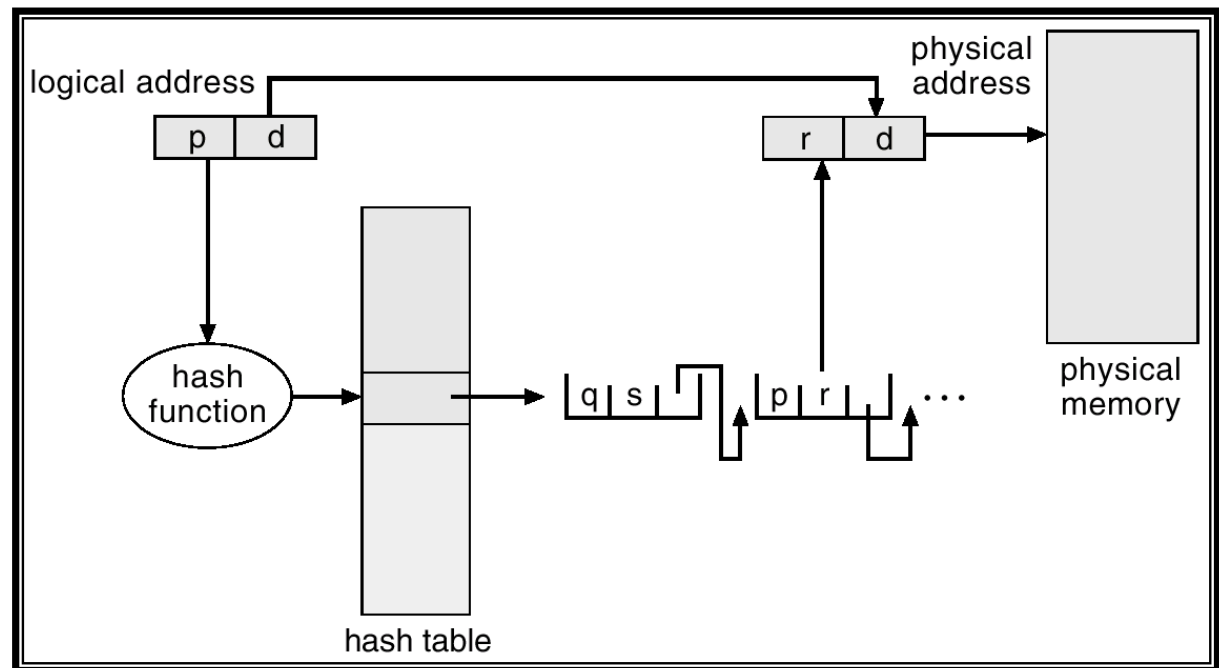 logical address
physical
address
p d
r d
hash
function
q s
p r
...
physical
memory
hash table